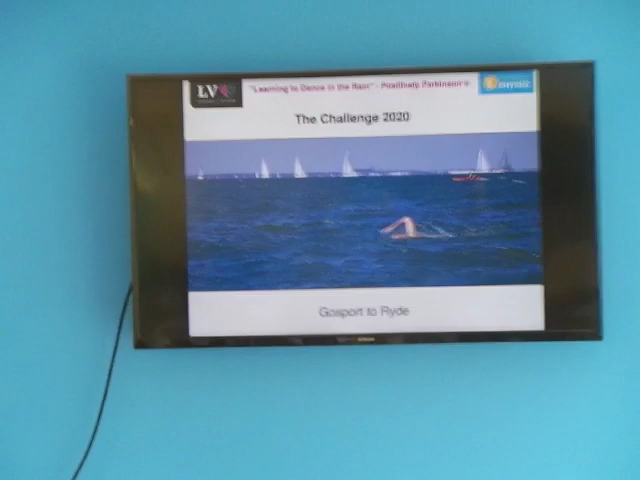 LV
"Learning to Dance in the Rain" - Positively Parkinson's
The Challenge 2020
Gosport to Ryde